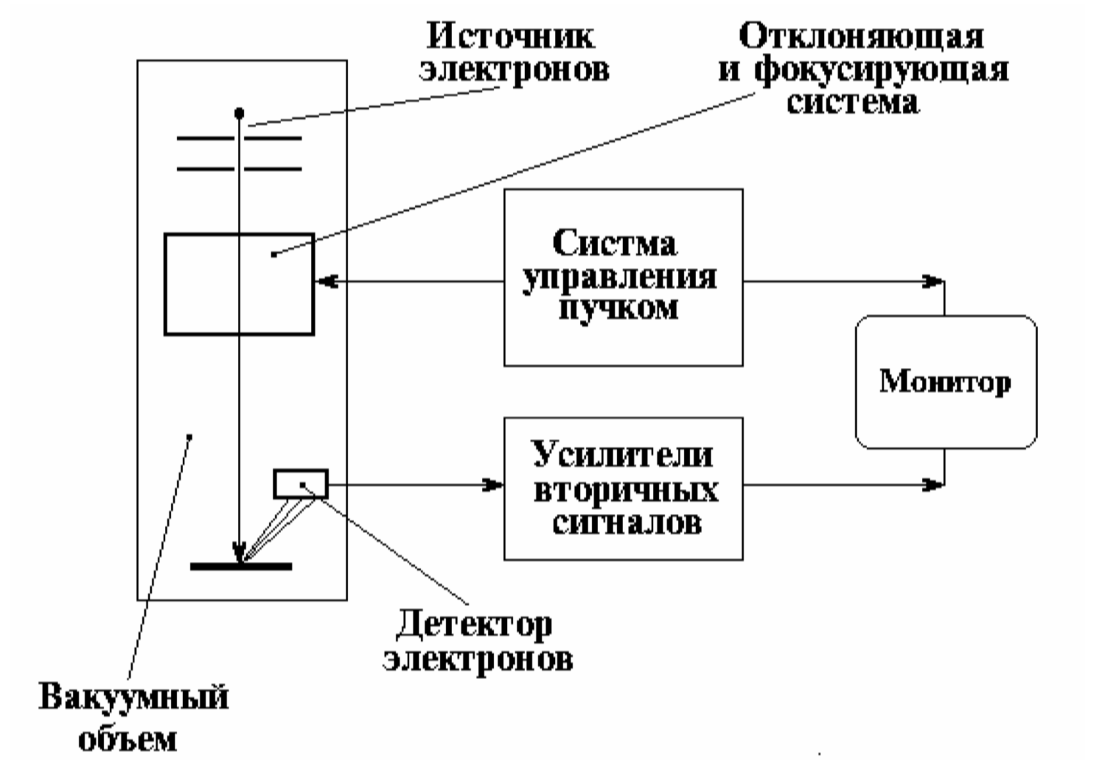 Источник
электронов
Отклоняющая
и фокусирующая
система
Систма
управления
пучком
Монитор
Усилители
вторичных
сигналов
Детектор
электронов
Вакуумный
объем